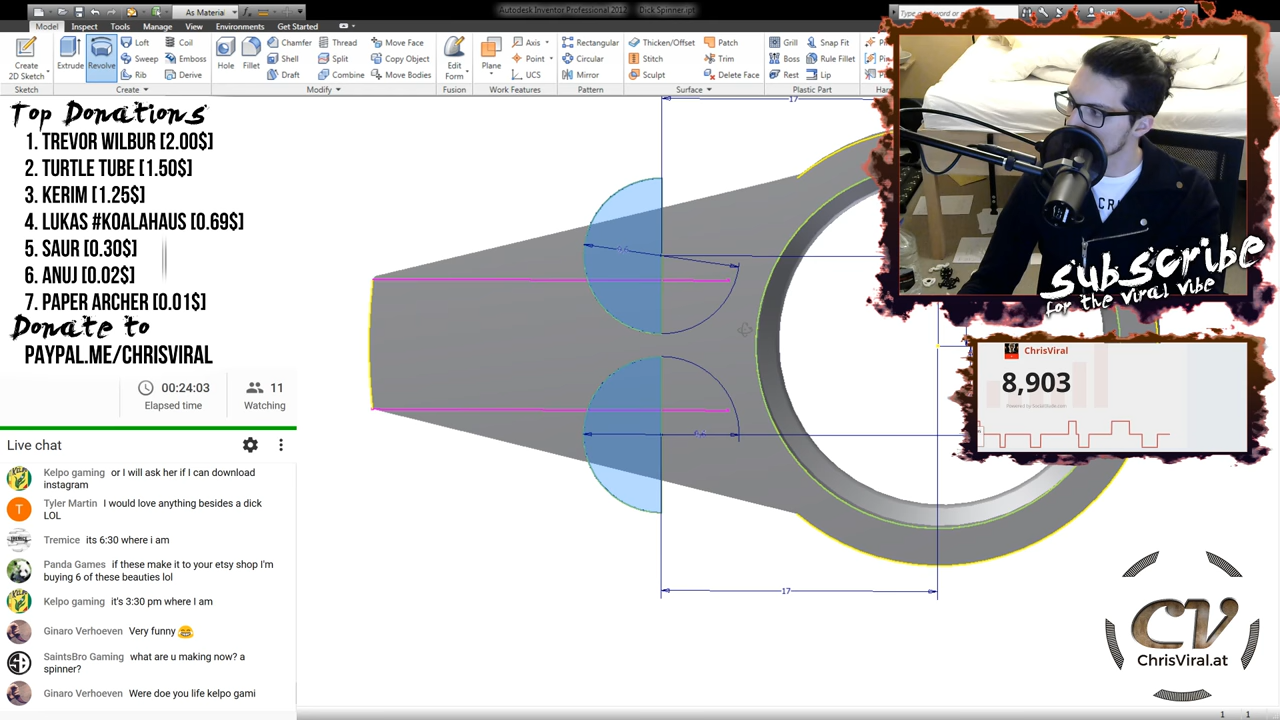 As Material
Autodesk Inventor Professional 2017
Dick Spinner.ipt
Model Inspect Tools Manage View Environments Get Started
Create 2D Sketch
Extrude
Revolve
Loft
Sweep
Rib
Coil
Emboss
Derive
Hole
Fillet
Chamfer
Shell
Draft
Thread
Split
Combine
Move Face
Copy Object
Move Bodies
Edit Form
Plane
Axis
Point
UCS
Rectangular
Circular
Mirror
Thicken/Offset
Stitch
Sculpt
Patch
Trim
Delete Face
Grill
Boss
Rest
Snap Fit
Rule Fillet
Lip
Sketch
Create
Modify
Fusion
Work Features
Pattern
Surface
Plastic Part
Top Donations
1. TREVOR WILBUR [2.00$]
2. TURTLE TUBE [1.50$]
3. KERIM [1.25$]
4. LUKAS #KOALAHAUS [0.69$]
5. SAUR [0.30$]
6. ANUJ [0.02$]
7. PAPER ARCHER [0.01$]
Donate to
PAYPAL.ME/CHRISVIRAL
00:24:03
Elapsed time
11
Watching
Live chat
Kelpo gaming or I will ask her if I can download
instagram
Tyler Martin I would love anything besides a dick
LOL
Tremice its 6:30 where i am
Panda Games if these make it to your etsy shop I'm
buying 6 of these beauties lol
Kelpo gaming it's 3:30 pm where I am
Ginaro Verhoeven Very funny 😂
SaintsBro Gaming what are u making now? a
spinner?
Ginaro Verhoeven Were doe you life kelpo gami
17
17
Subscribe
for the viral vibe
ChrisViral
8,903
CV
ChrisViral.at
1 1